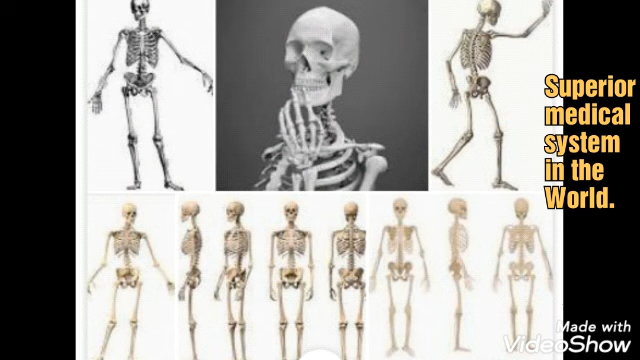 Superior
medical
system
in the
World.
Made with
VideoShow